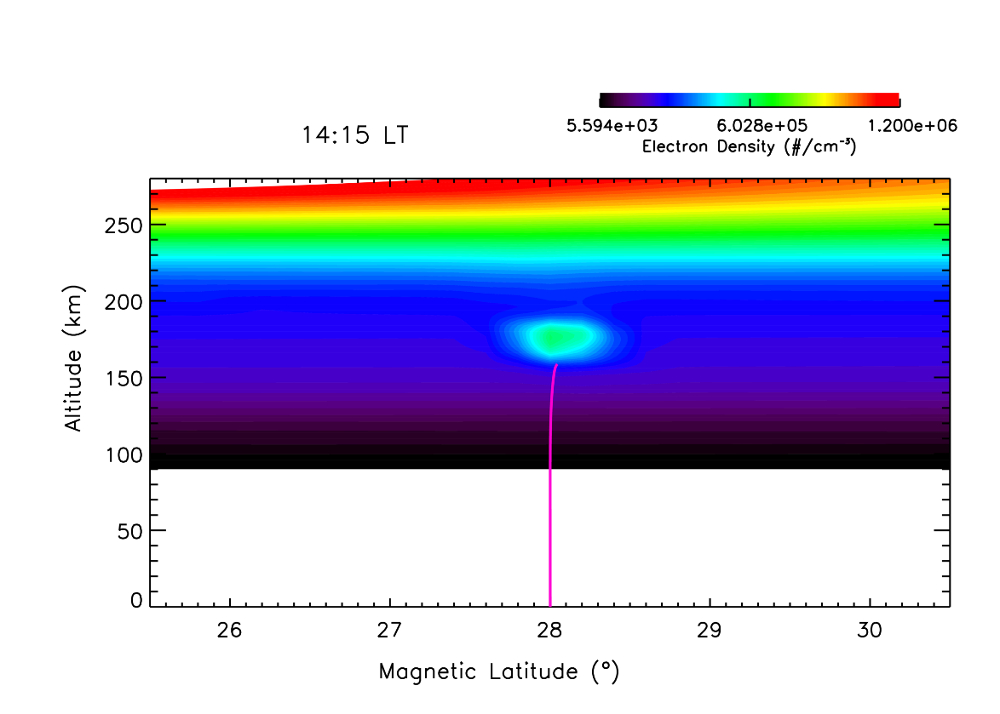 5.594e+03 6.028e+05 1.200e+06
14:15 LT
Electron Density (#/cm⁻³)
250
200
150
100
50
0
Altitude (km)
26 27 28 29 30
Magnetic Latitude (°)